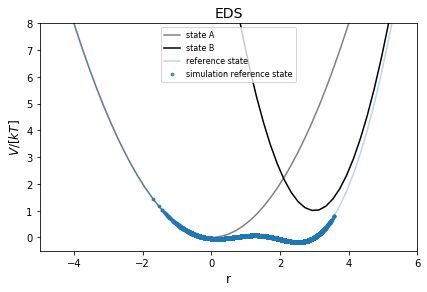 EDS
state A
state B
reference state
simulation reference state
V/[kT]
8
7
6
5
4
3
2
1
0
−4
−2
0
2
4
6
r